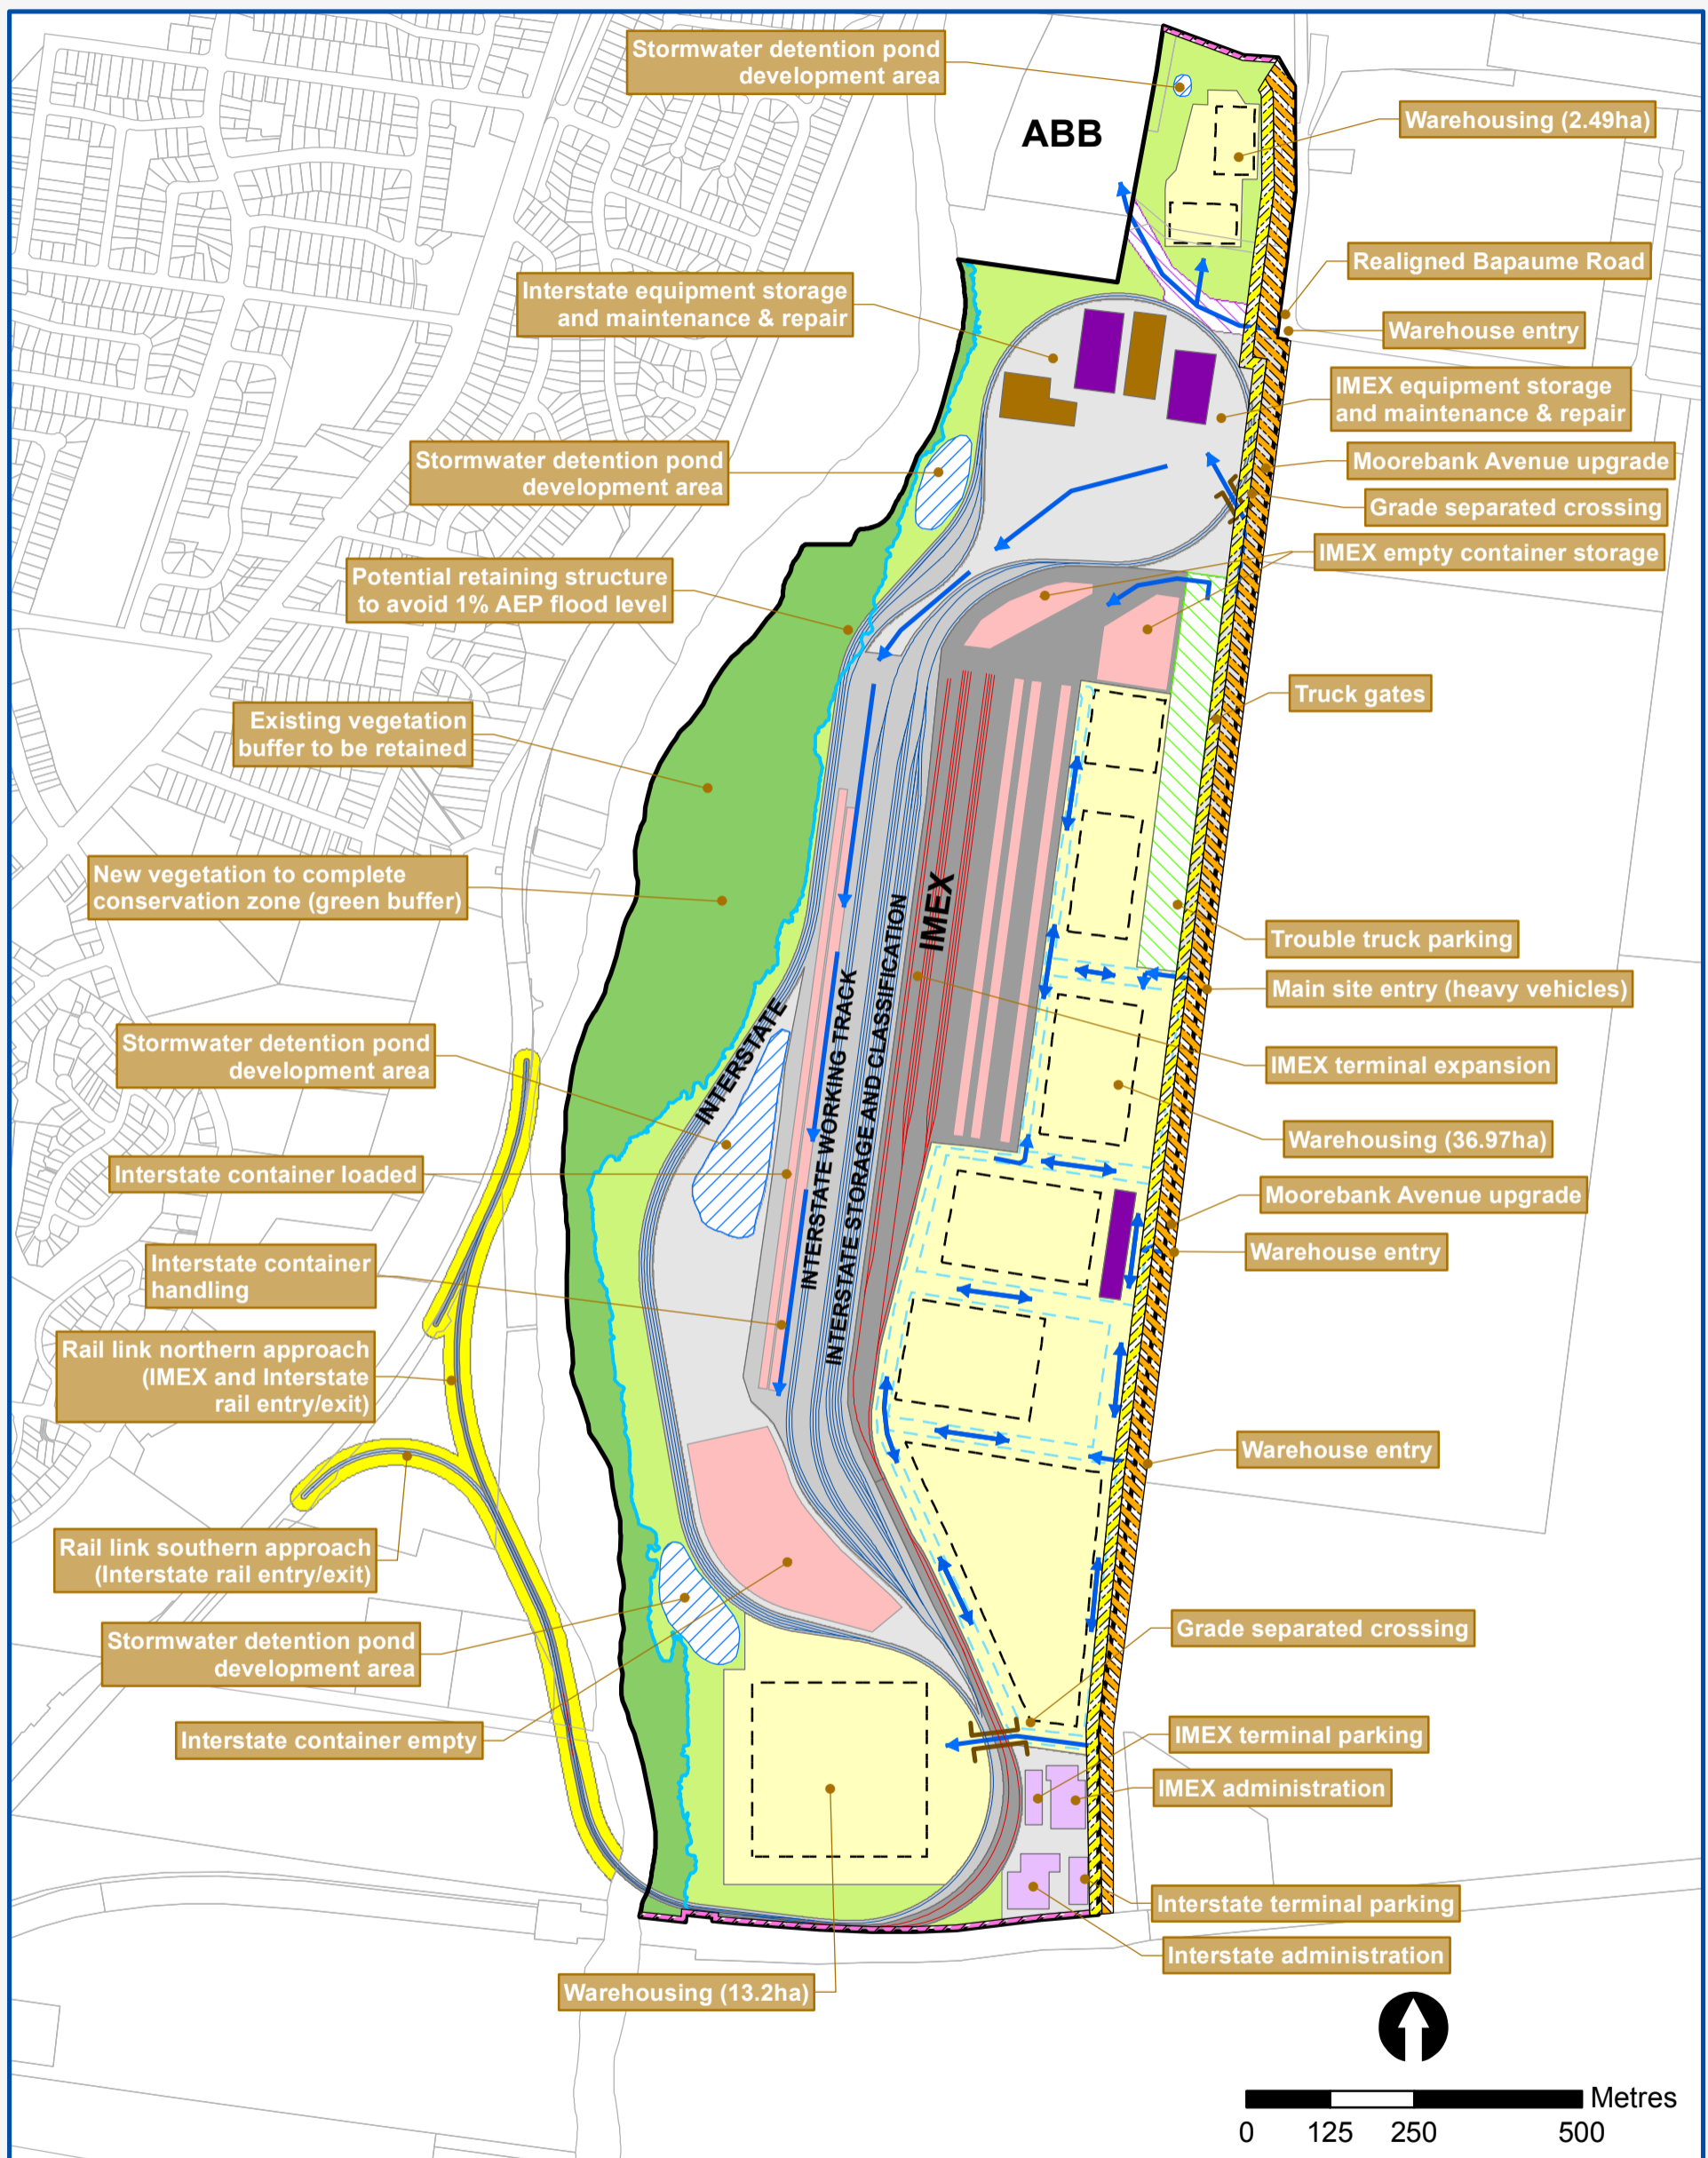 Stormwater detention pond
development area
ABB
Warehousing (2.49ha)
Realigned Bapaume Road
Interstate equipment storage
and maintenance & repair
Warehouse entry
IMEX equipment storage
and maintenance & repair
Stormwater detention pond
development area
Moorebank Avenue upgrade
Grade separated crossing
IMEX empty container storage
Potential retaining structure
to avoid 1% AEP flood level
Truck gates
Existing vegetation
buffer to be retained
New vegetation to complete
conservation zone (green buffer)
IMEX
INTERSTATE
INTERSTATE WORKING TRACK
INTERSTATE STORAGE AND CLASSIFICATION
Trouble truck parking
Main site entry (heavy vehicles)
Stormwater detention pond
development area
IMEX terminal expansion
Warehousing (36.97ha)
Interstate container loaded
Moorebank Avenue upgrade
Warehouse entry
Interstate container
handling
Rail link northern approach
(IMEX and Interstate
rail entry/exit)
Warehouse entry
Rail link southern approach
(Interstate rail entry/exit)
Stormwater detention pond
development area
Grade separated crossing
Interstate container empty
IMEX terminal parking
IMEX administration
Interstate terminal parking
Interstate administration
Warehousing (13.2ha)
Metres
0 125 250 500